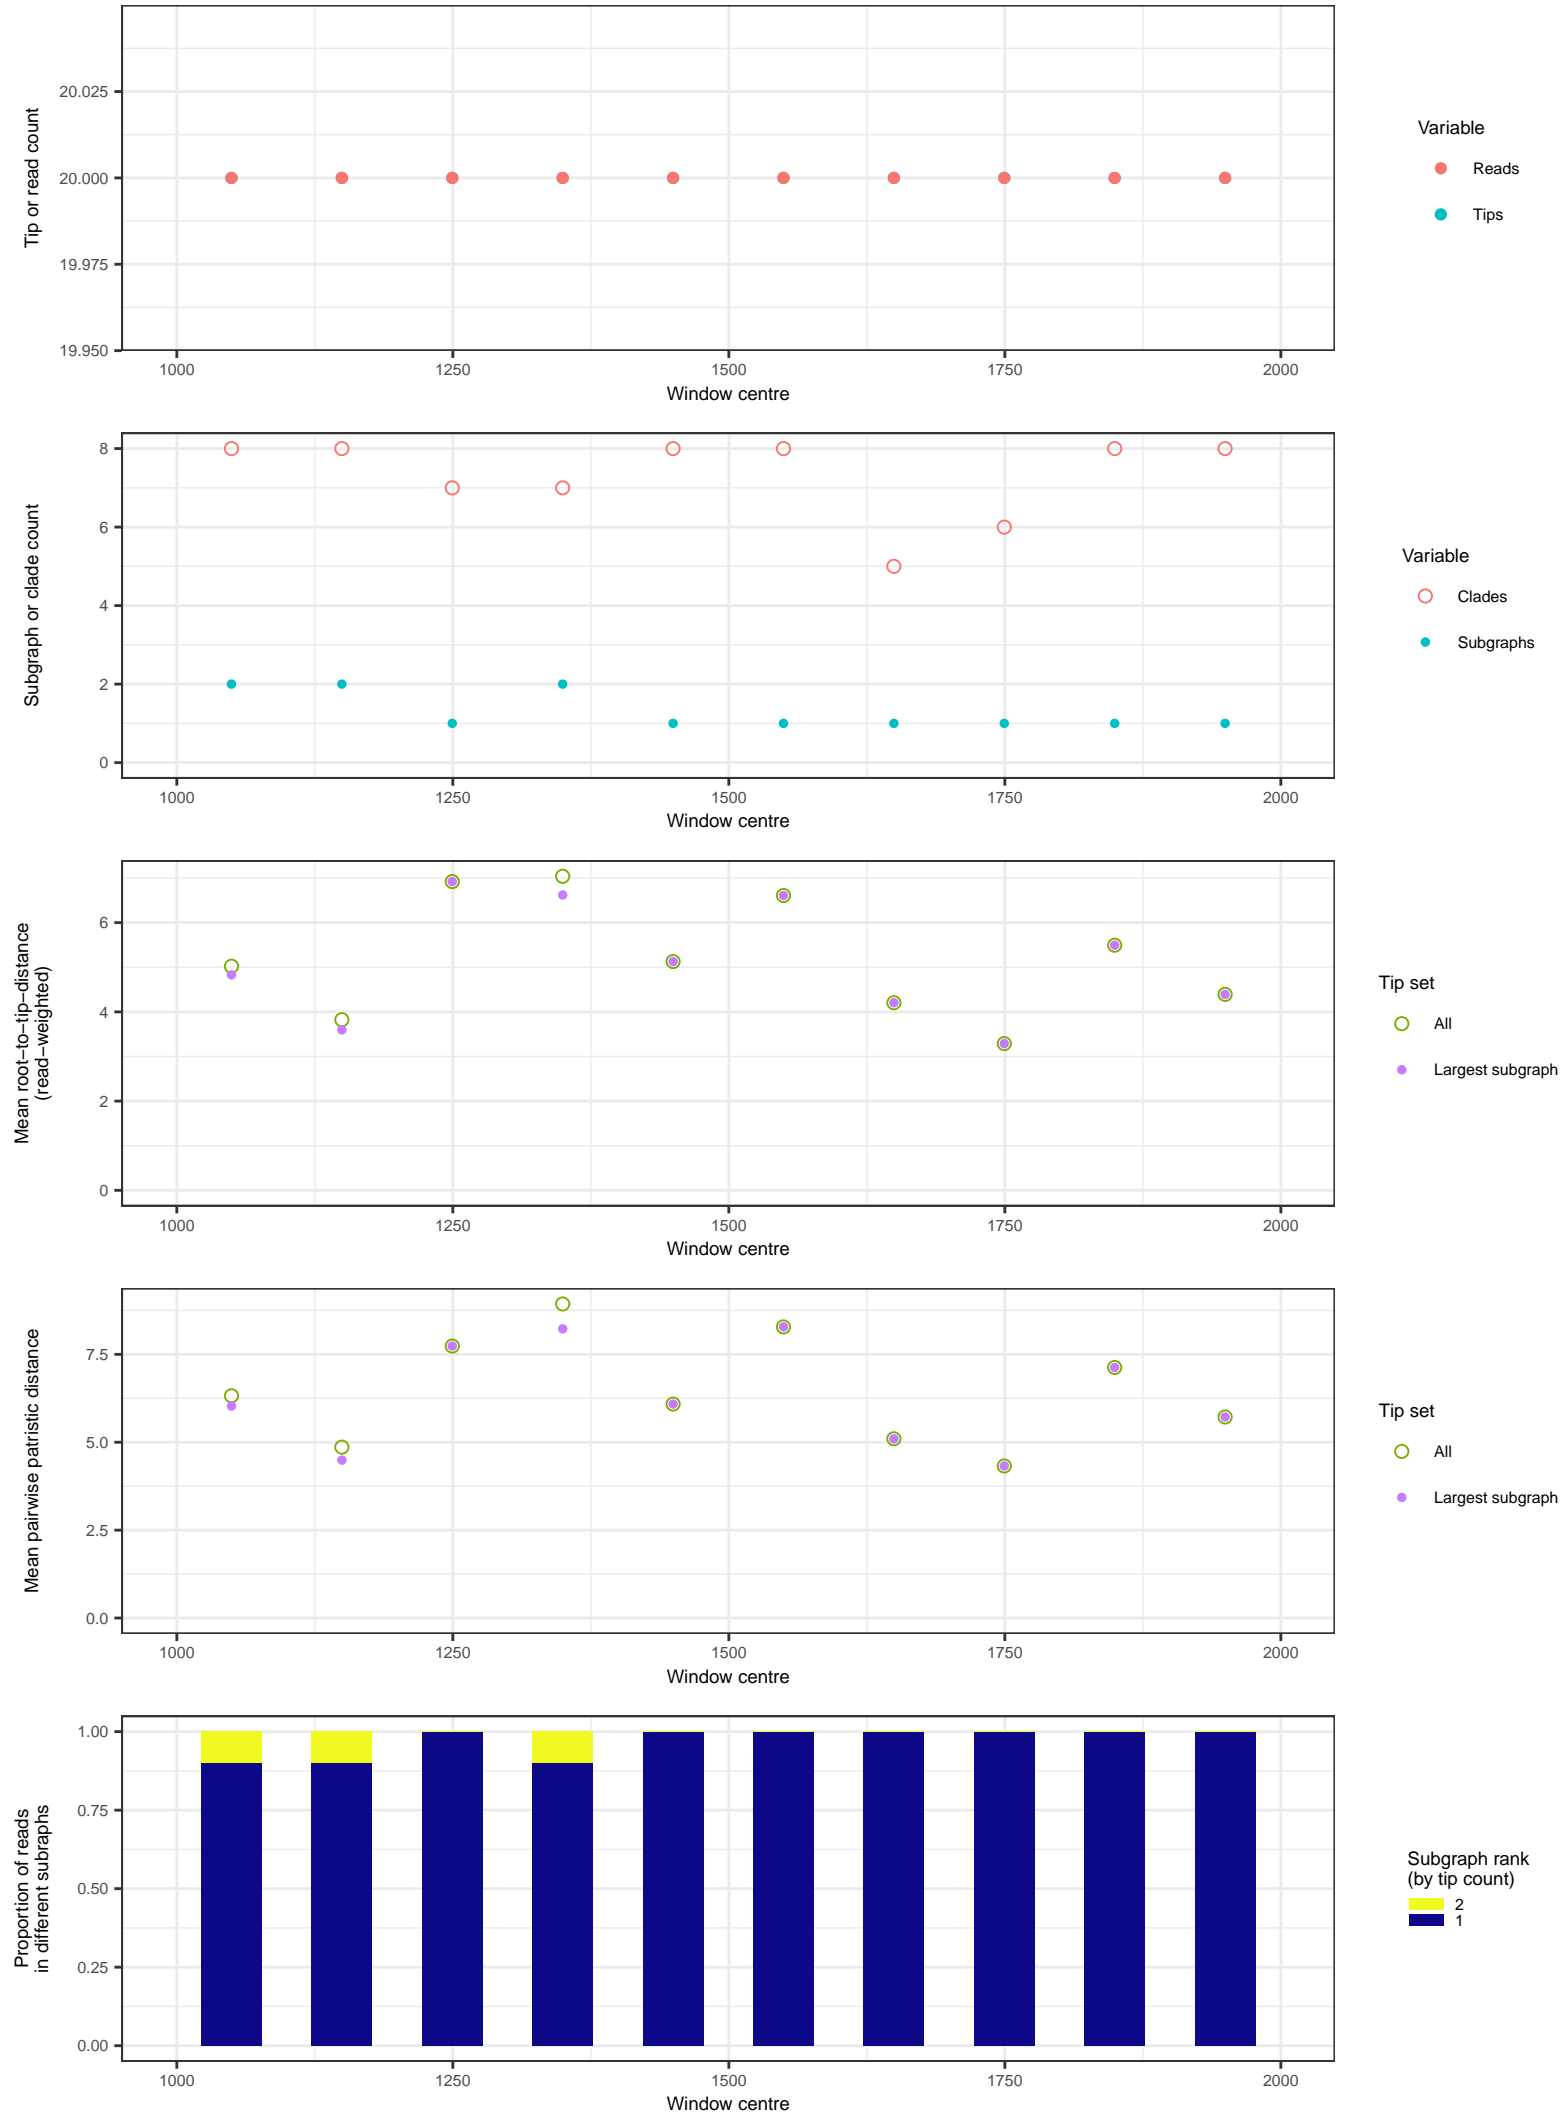 20.025
20.000
19.975
19.950
Tip or read count
1000 1250 1500 1750 2000
Window centre
Variable
Reads
Tips
8
6
4
2
0
Subgraph or clade count
1000 1250 1500 1750 2000
Window centre
Variable
Clades
Subgraphs
6
4
2
0
Mean root−to−tip−distance
(read−weighted)
1000 1250 1500 1750 2000
Window centre
Tip set
All
Largest subgraph
7.5
5.0
2.5
0.0
Mean pairwise patristic distance
1000 1250 1500 1750 2000
Window centre
Tip set
All
Largest subgraph
1.00
0.75
0.50
0.25
0.00
Proportion of reads
in different subraphs
1000 1250 1500 1750 2000
Window centre
Subgraph rank
(by tip count)
2
1